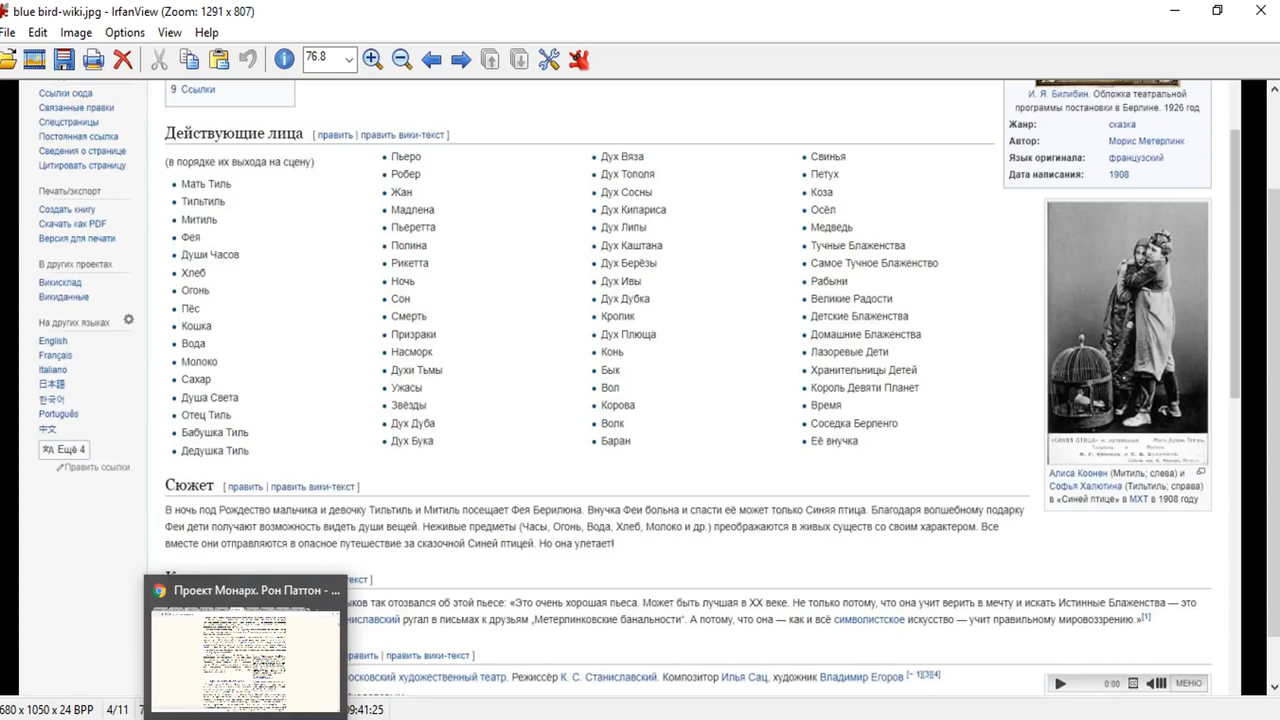 blue bird-wiki.jpg - IrfanView (Zoom: 1291 x 807)
File Edit Image Options View Help
76.8
Ссылки сюда
Связанные правки
Спецстраницы
Постоянная ссылка
Сведения о странице
Цитировать страницу
Печать/экспорт
Создать книгу
Скачать как PDF
Версия для печати
В других проектах
Викисклад
Викиданные
На других языках
English
Français
Italiano
日本語
한국어
Português
中文
Ещё 4
Править ссылки
9 Ссылки
Действующие лица [ править | править вики-текст ]
(в порядке их выхода на сцену)
Мать Тиль
Тильтиль
Митиль
Фея
Души Часов
Хлеб
Огонь
Пёс
Кошка
Вода
Молоко
Сахар
Душа Света
Отец Тиль
Бабушка Тиль
Дедушка Тиль
Пьеро
Робер
Жан
Мадлена
Пьеретта
Полина
Рикетта
Ночь
Сон
Смерть
Призраки
Насморк
Духи Тьмы
Ужасы
Звёзды
Дух Дуба
Дух Бука
Дух Вяза
Дух Тополя
Дух Сосны
Дух Кипариса
Дух Липы
Дух Каштана
Дух Берёзы
Дух Ивы
Дух Дубка
Кролик
Дух Плюща
Конь
Бык
Вол
Корова
Волк
Баран
Свинья
Петух
Коза
Осёл
Медведь
Тучные Блаженства
Самое Тучное Блаженство
Рабыни
Великие Радости
Детские Блаженства
Домашние Блаженства
Лазоревые Дети
Хранительницы Детей
Король Девяти Планет
Время
Соседка Берленго
Её внучка
И. Я. Билибин. Обложка театральной
программы постановки в Берлине. 1926 год
Жанр: сказка
Автор: Морис Метерлинк
Язык оригинала: французский
Дата написания: 1908
Алиса Коонен (Митиль; слева) и
Софья Халютина (Тильтиль, справа)
в «Синей птице» в МХТ в 1908 году
Сюжет [ править | править вики-текст ]
В ночь под Рождество мальчика и девочку Тильтиль и Митиль посещает Фея Берилюна. Внучка Феи больна и спасти её может только Синяя птица. Благодаря волшебному подарку
Феи дети получают возможность видеть души вещей. Неживые предметы (Часы, Огонь, Вода, Хлеб, Молоко и др.) преображаются в живых существ со своим характером. Все
вместе они отправляются в опасное путешествие за сказочной Синей птицей. Но она улетает!
текст ]
ыков так отозвался об этой пьесе: «Это очень хорошая пьеса. Может быть лучшая в XX веке. Не только потому, что она учит верить в мечту и искать Истинные Блаженства — это
ниславский ругал в письмах к друзьям „Метерлинковские банальности“. А потому, что она — как и всё символистское искусство — учит правильному мировоззрению.»[1]
править | править вики-текст ]
осковский художественный театр. Режиссёр К. С. Станиславский. Композитор Илья Сац, художник Владимир Егоров [~ 1][3][4]
0:00 МЕНЮ
Проект Монарх. Рон Паттон - ...
680 x 1050 x 24 BPP 4/11 7 09:41:25